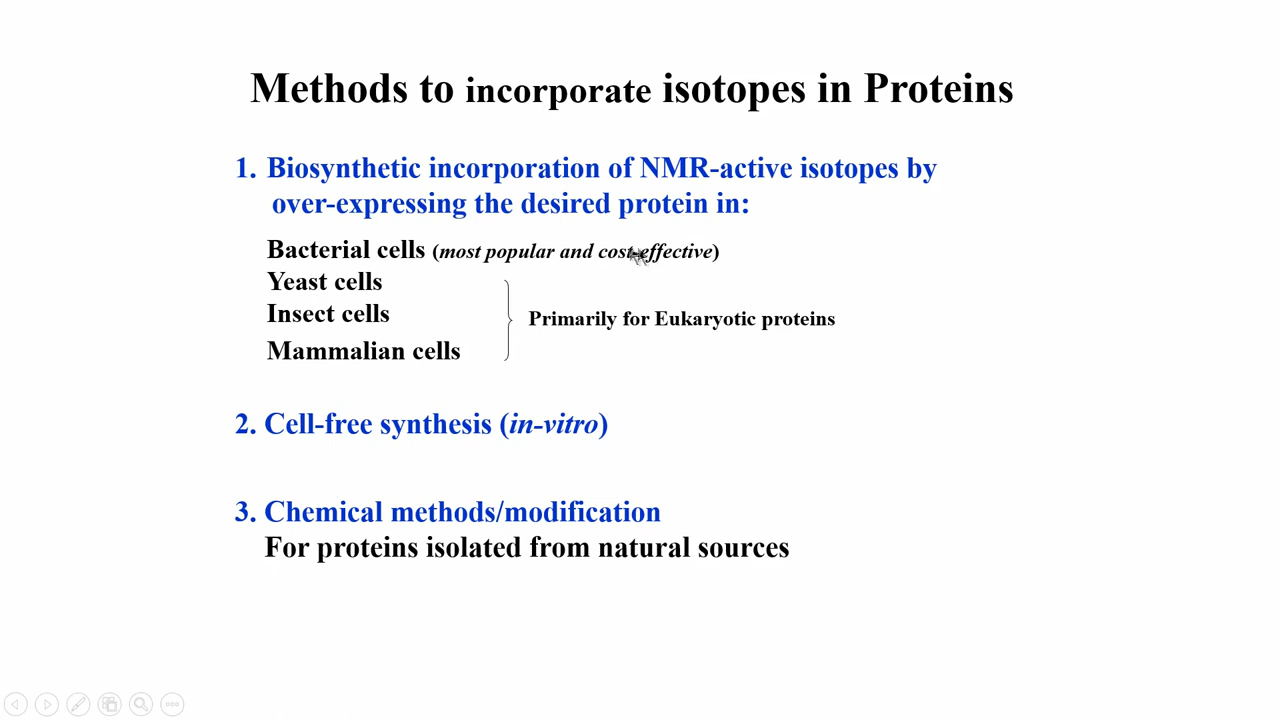 Methods to incorporate isotopes in Proteins
1. Biosynthetic incorporation of NMR-active isotopes by
over-expressing the desired protein in:
Bacterial cells (most popular and cost-effective)
Yeast cells
Insect cells
Primarily for Eukaryotic proteins
Mammalian cells
2. Cell-free synthesis (in-vitro)
3. Chemical methods/modification
For proteins isolated from natural sources